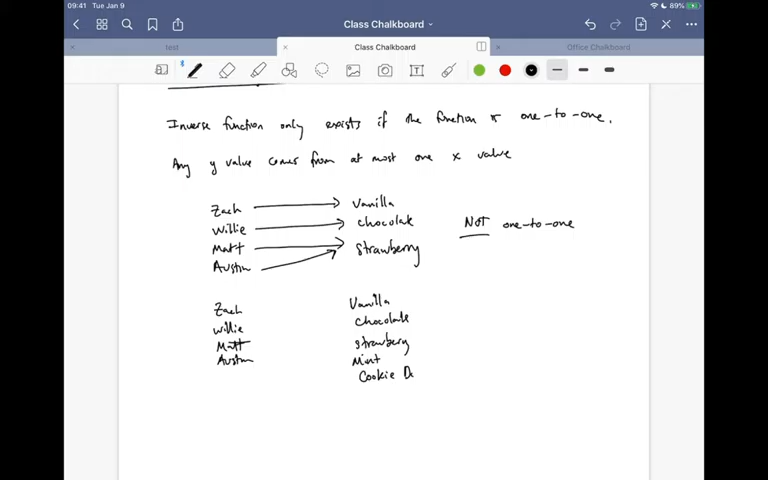 09:41 Tue Jan 9
89%
Class Chalkboard
test
Class Chalkboard
Office Chalkboard
Inverse function only exists if the function is one-to-one.
Any y value comes from at most one x value
Zach Vanilla
Willie chocolate
Matt strawberry
Austin
NOT one-to-one
Zach Vanilla
Willie Chocolate
Matt strawberry
Austin Mint
Cookie Do